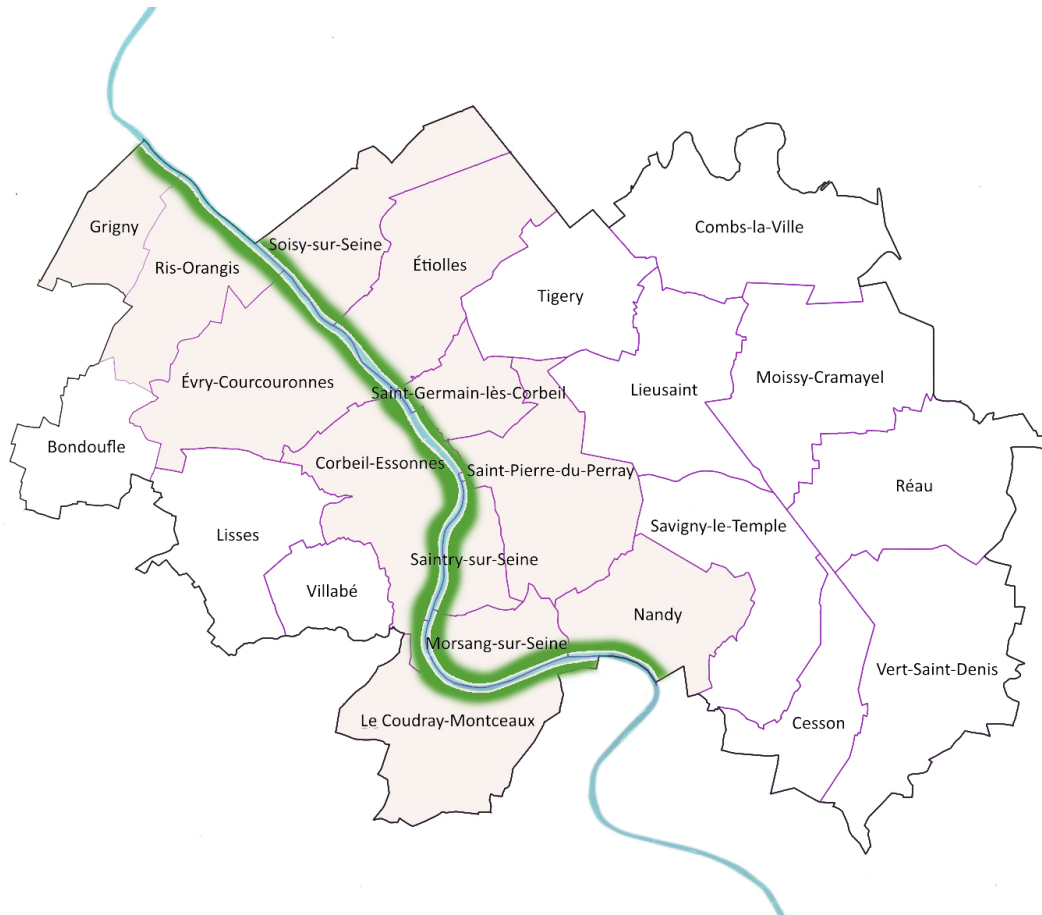 Grigny
Combs-la-Ville
Soisy-sur-Seine
Ris-Orangis
Étiolles
Tigery
Évry-Courcouronnes
Saint-Germain-lès-Corbeil
Lieusaint
Moissy-Cramayel
Bondoufle
Corbeil-Essonnes
Saint-Pierre-du-Perray
Réau
Lisses
Savigny-le-Temple
Saintry-sur-Seine
Villabé
Nandy
Morsang-sur-Seine
Vert-Saint-Denis
Le Coudray-Montceaux
Cesson